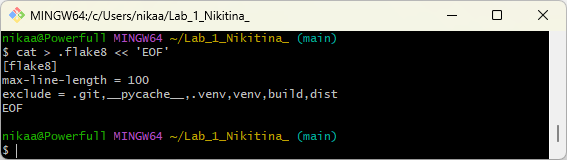 MINGW64:/c/Users/nikaa/Lab_1_Nikitina_
nikaa@Powerfull MINGW64 ~/Lab_1_Nikitina_ (main)
$ cat > .flake8 << 'EOF'
[flake8]
max-line-length = 100
exclude = .git,__pycache__,.venv,venv,build,dist
EOF
nikaa@Powerfull MINGW64 ~/Lab_1_Nikitina_ (main)
$